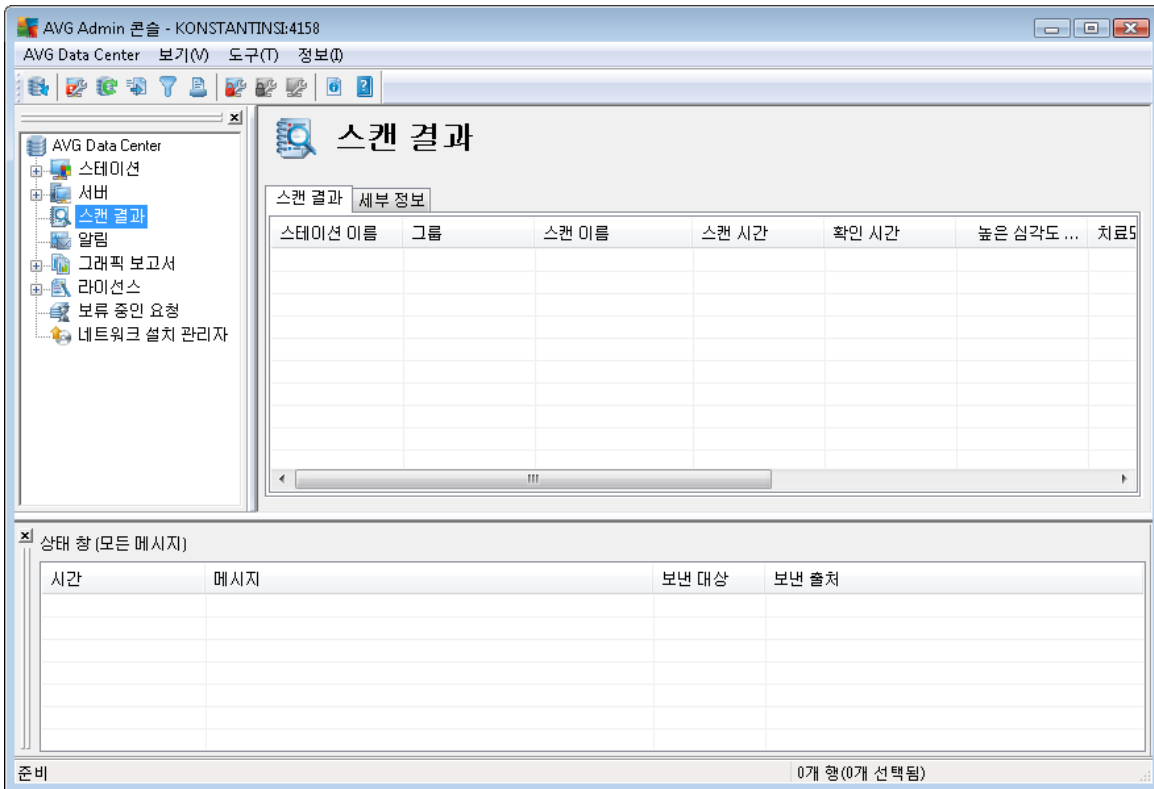 AVG Admin 콘솔 - KONSTANTINSI:4158
AVG Data Center 보기(V) 도구(T) 정보(I)
AVG Data Center
스테이션
서버
스캔 결과
알림
그래픽 보고서
라이선스
보류 중인 요청
네트워크 설치 관리자
스캔 결과
스캔 결과 세부 정보
스테이션 이름 그룹 스캔 이름 스캔 시간 확인 시간 높은 심각도 ...
상태 창 (모든 메시지)
시간 메시지 보낸 대상 보낸 출처
준비 0개 행(0개 선택됨)